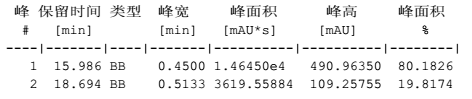 峰 保留时间 类型 峰宽 峰面积 峰高 峰面积
# [min] [min] [mAU*s] [mAU] %
----|-------|----|-------|----------|----------|--------|
1 15.986 BB 0.4500 1.46450e4 490.96350 80.1826
2 18.694 BB 0.5133 3619.55884 109.25755 19.8174